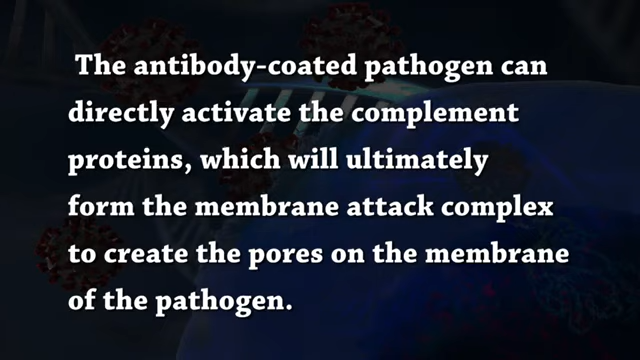 The antibody-coated pathogen can
directly activate the complement
proteins, which will ultimately
form the membrane attack complex
to create the pores on the membrane
of the pathogen.